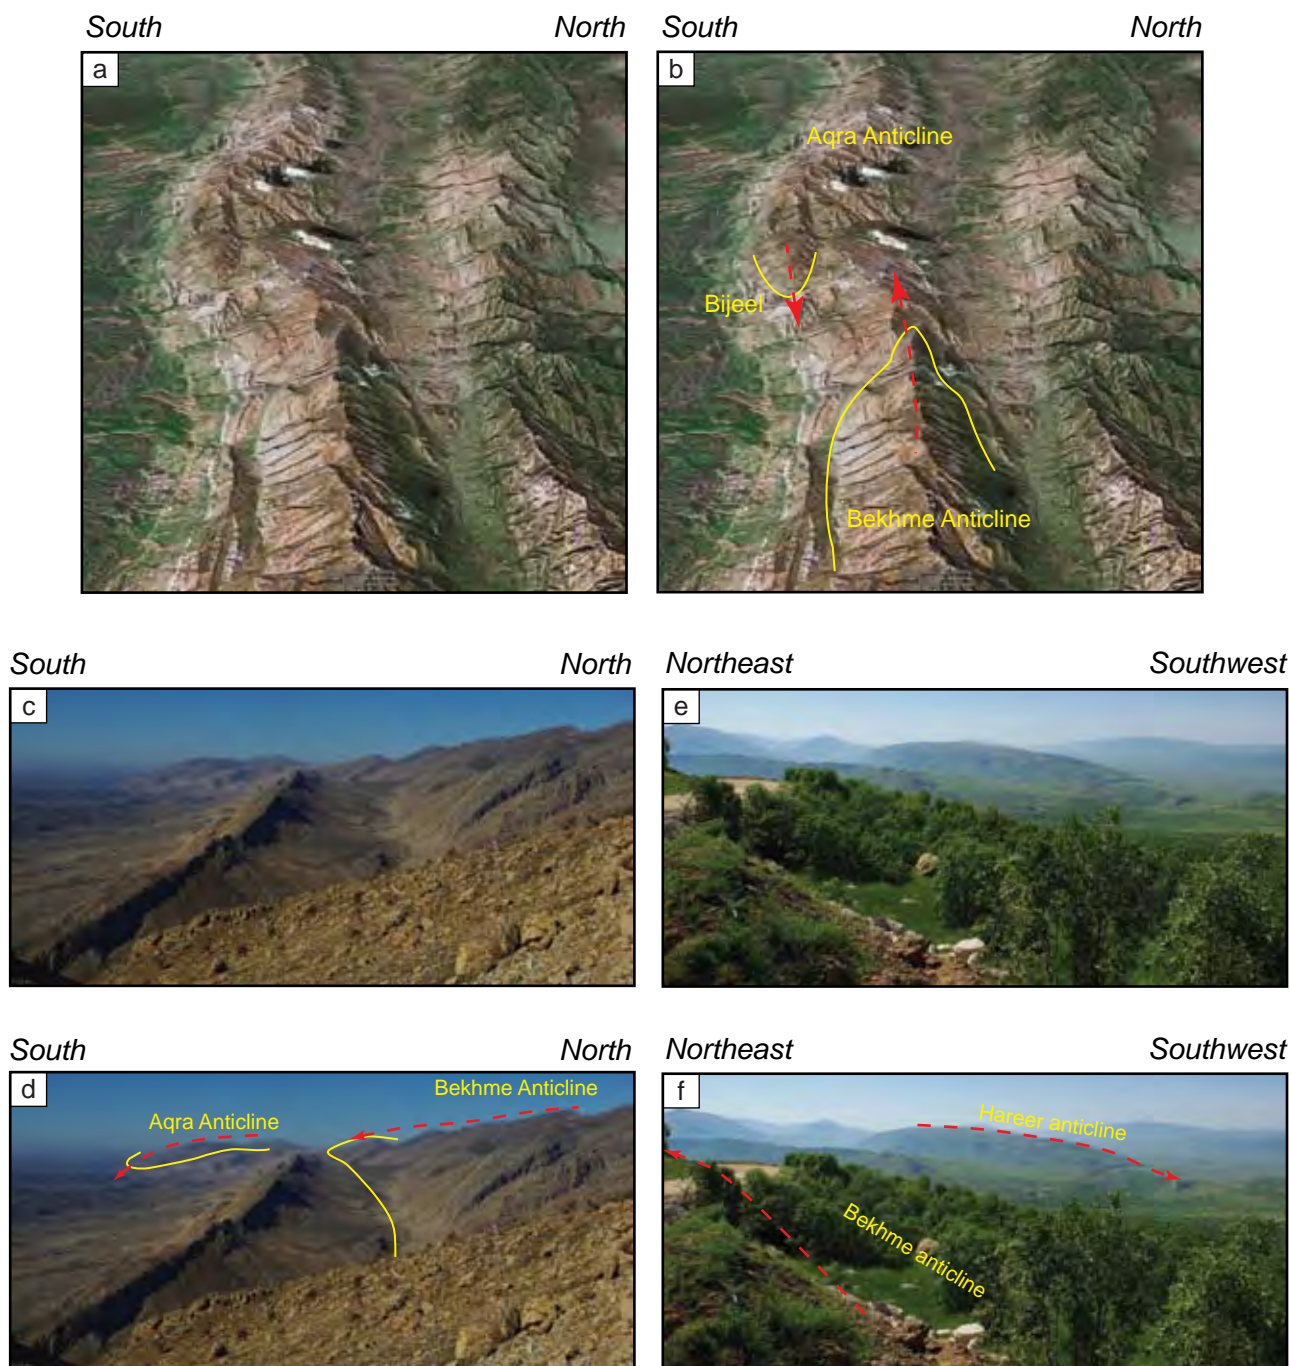 South North South North
a b
Aqra Anticline
Bijeel
Bekhme Anticline
South North Northeast Southwest
c e
South North Northeast Southwest
d f
Bekhme Anticline
Aqra Anticline
Hareer anticline
Bekhme anticline